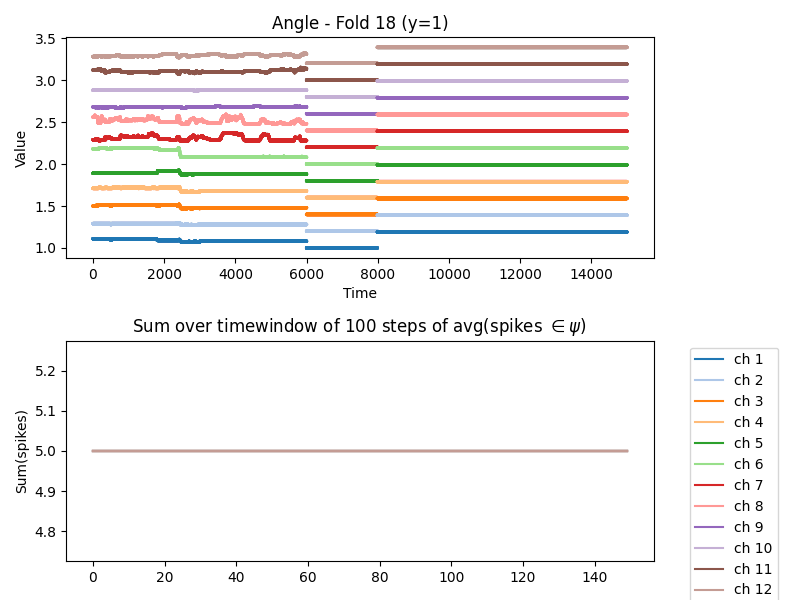 Angle - Fold 18 (y=1)
3.5
3.0
2.5
2.0
1.5
1.0
Value
0 2000 4000 6000 8000 10000 12000 14000
Time
Sum over timewindow of 100 steps of avg(spikes ∈ψ)
5.2
5.1
5.0
4.9
4.8
Sum(spikes)
0 20 40 60 80 100 120 140
ch 1
ch 2
ch 3
ch 4
ch 5
ch 6
ch 7
ch 8
ch 9
ch 10
ch 11
ch 12